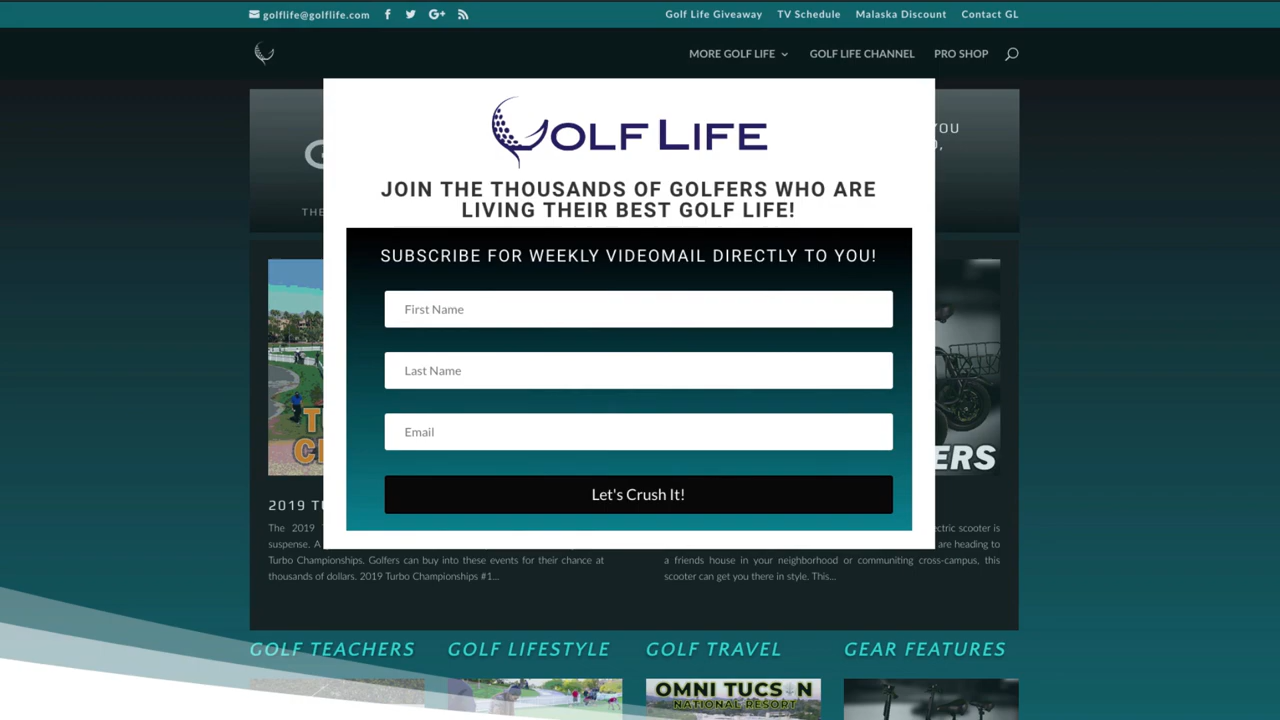 golflife@golflife.com
Golf Life Giveaway TV Schedule Malaska Discount Contact GL
MORE GOLF LIFE GOLF LIFE CHANNEL PRO SHOP
GOLF LIFE
JOIN THE THOUSANDS OF GOLFERS WHO ARE
LIVING THEIR BEST GOLF LIFE!
SUBSCRIBE FOR WEEKLY VIDEOMAIL DIRECTLY TO YOU!
First Name
Last Name
Email
Let's Crush It!
YOU
THE
2019
The 2019
suspense. A
Turbo Championships. Golfers can buy into these events for their chance at
thousands of dollars. 2019 Turbo Championships #1...
ERS
scooter is
are heading to
a friends house in your neighborhood or communiting cross-campus, this
scooter can get you there in style. This...
GOLF TEACHERS GOLF LIFESTYLE GOLF TRAVEL GEAR FEATURES
OMNI TUCSON
NATIONAL RESORT